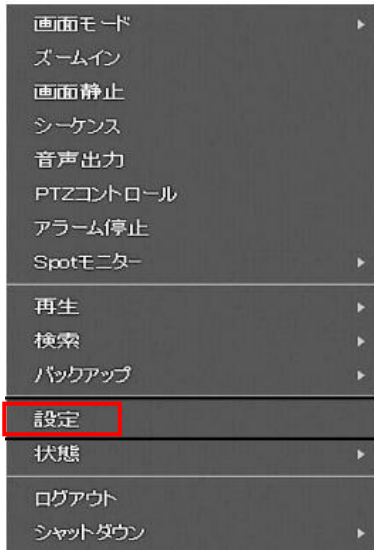 画面モード
ズームイン
画面静止
シーケンス
音声出力
PTZコントロール
アラーム停止
Spotモニター
再生
検索
バックアップ
設定
状態
ログアウト
シャットダウン